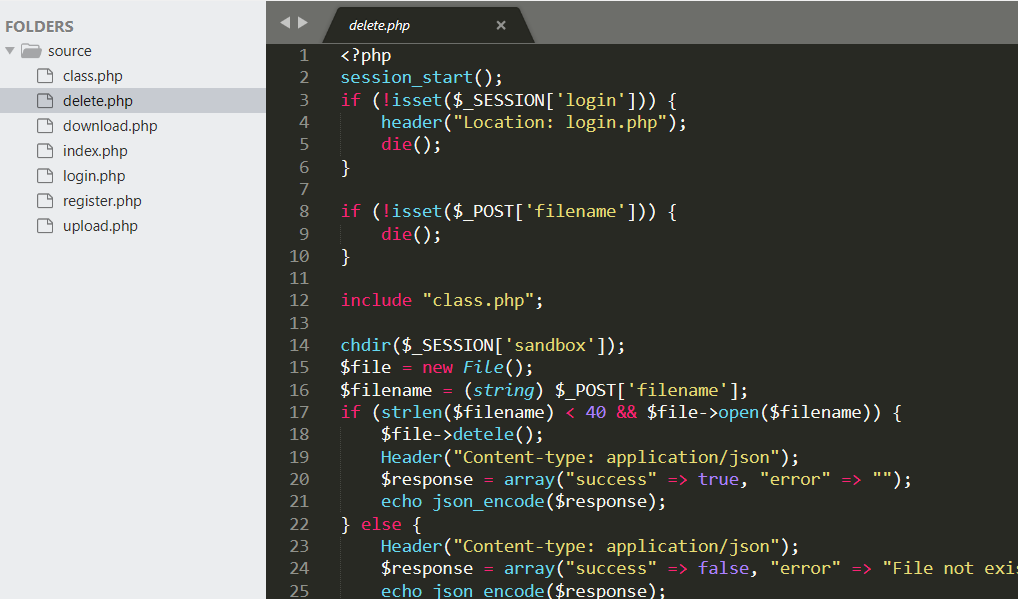 FOLDERS
source
class.php
delete.php
download.php
index.php
login.php
register.php
upload.php
delete.php ×
1 <?php
2 session_start();
3 if (!isset($_SESSION['login'])) {
4     header("Location: login.php");
5     die();
6 }
7
8 if (!isset($_POST['filename'])) {
9     die();
10 }
11
12 include "class.php";
13
14 chdir($_SESSION['sandbox']);
15 $file = new File();
16 $filename = (string) $_POST['filename'];
17 if (strlen($filename) < 40 && $file->open($filename)) {
18     $file->detele();
19     Header("Content-type: application/json");
20     $response = array("success" => true, "error" => "");
21     echo json_encode($response);
22 } else {
23     Header("Content-type: application/json");
24     $response = array("success" => false, "error" => "File not exi
25     echo json_encode($response);